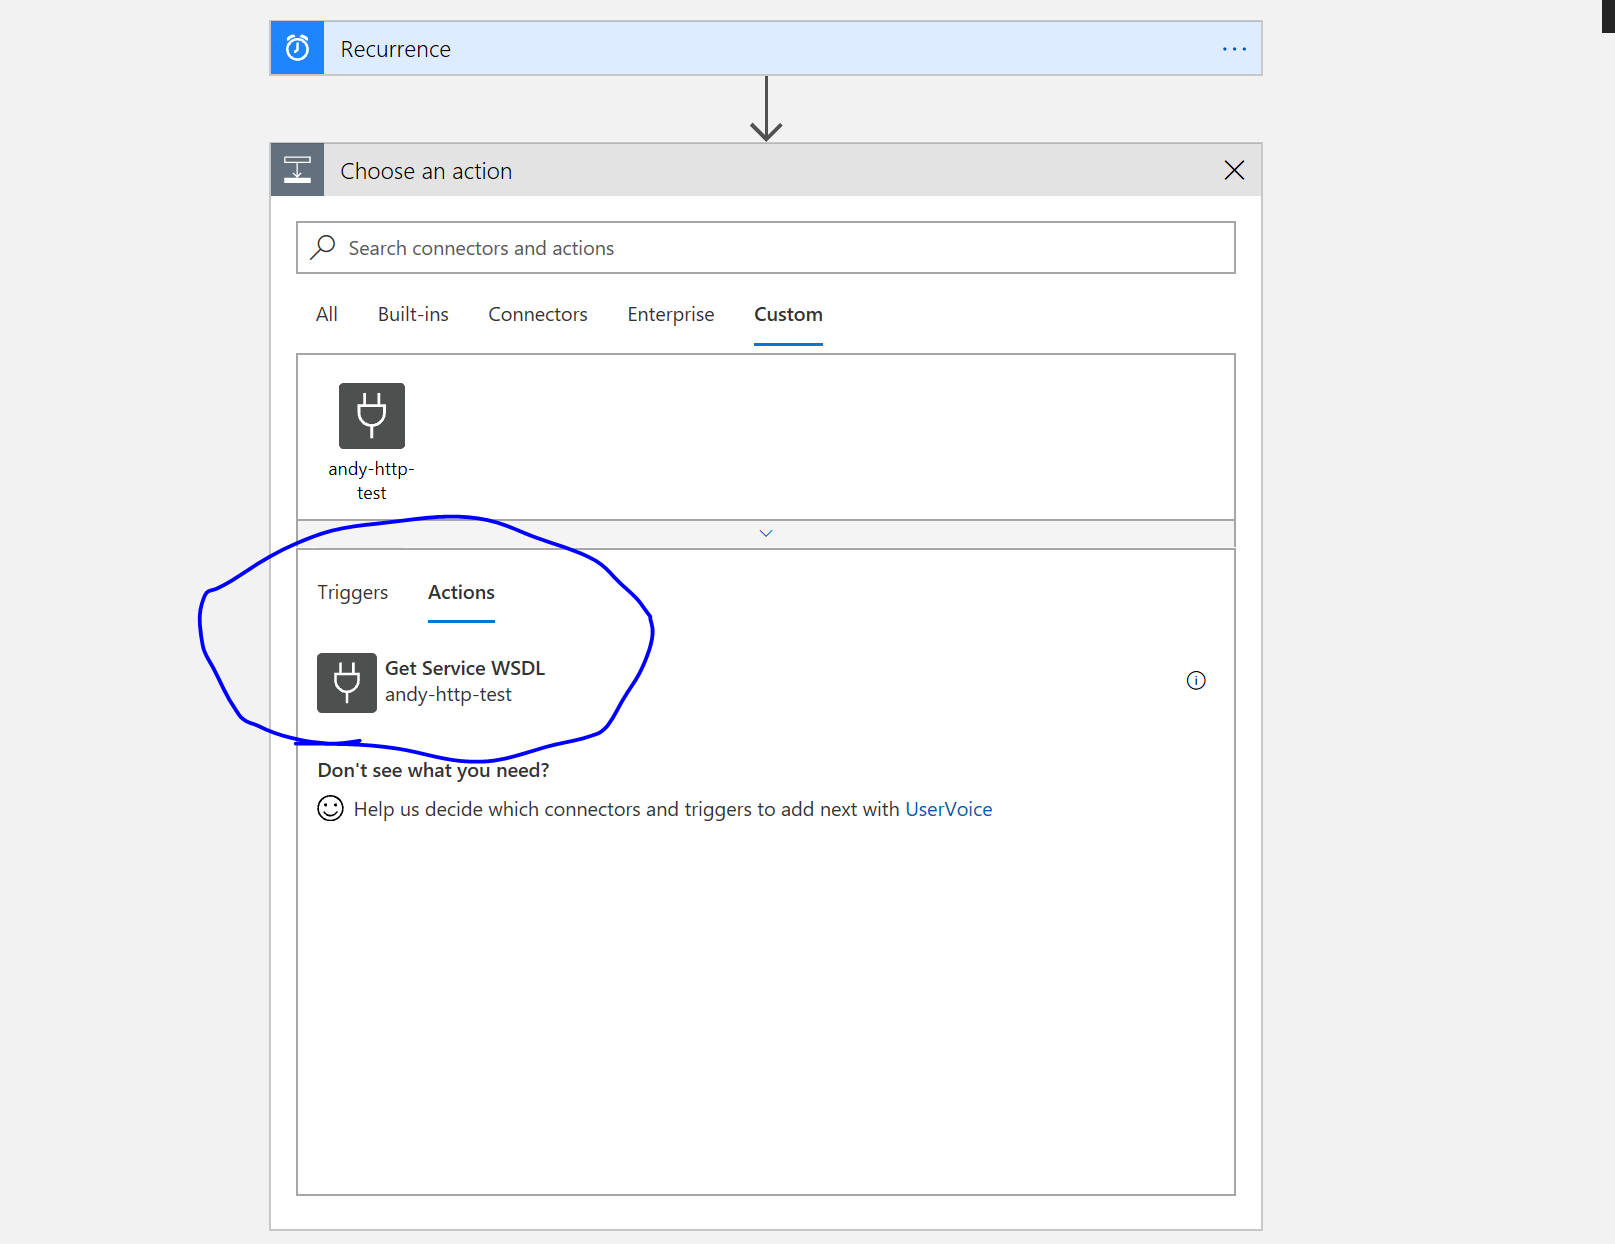 Recurrence
Choose an action
Search connectors and actions
All Built-ins Connectors Enterprise Custom
andy-http-
test
Triggers Actions
Get Service WSDL
andy-http-test
Don't see what you need?
Help us decide which connectors and triggers to add next with UserVoice